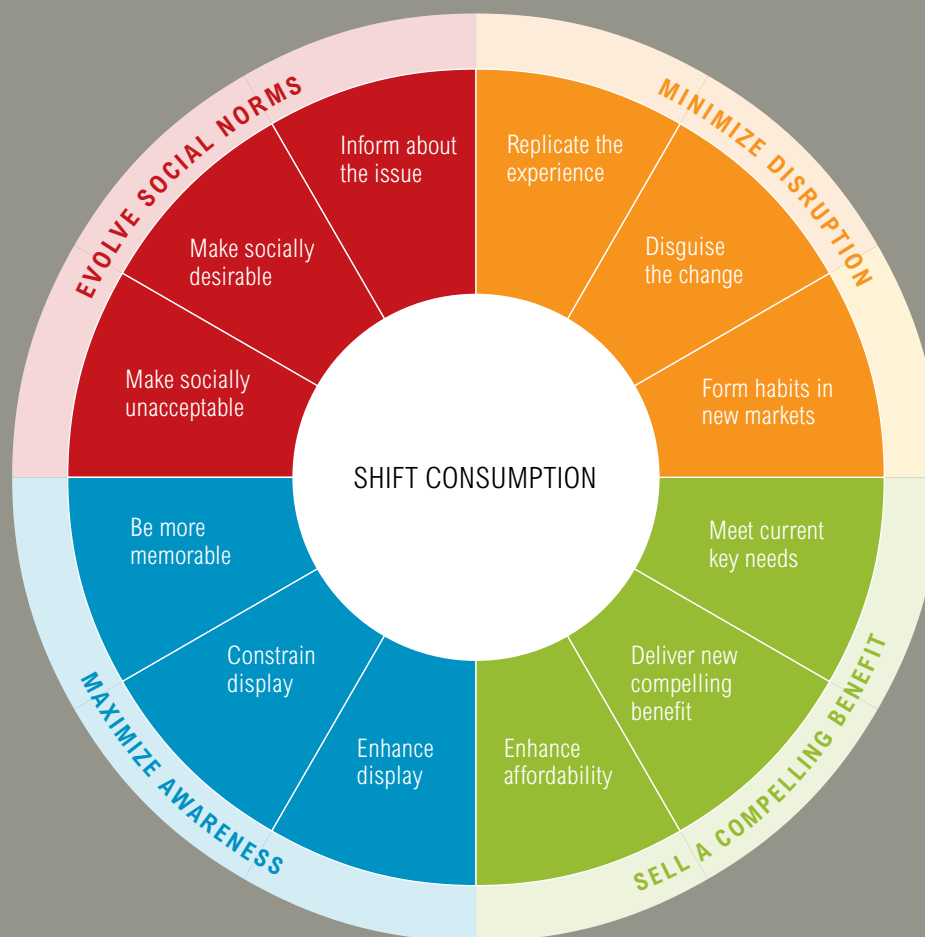 EVOLVE SOCIAL NORMS
Inform about
the issue
Make socially
desirable
Make socially
unacceptable
MINIMIZE DISRUPTION
Replicate the
experience
Disguise
the change
Form habits in
new markets
SHIFT CONSUMPTION
MAXIMIZE AWARENESS
Be more
memorable
Constrain
display
Enhance
display
SELL A COMPELLING BENEFIT
Meet current
key needs
Deliver new
compelling
benefit
Enhance
affordability